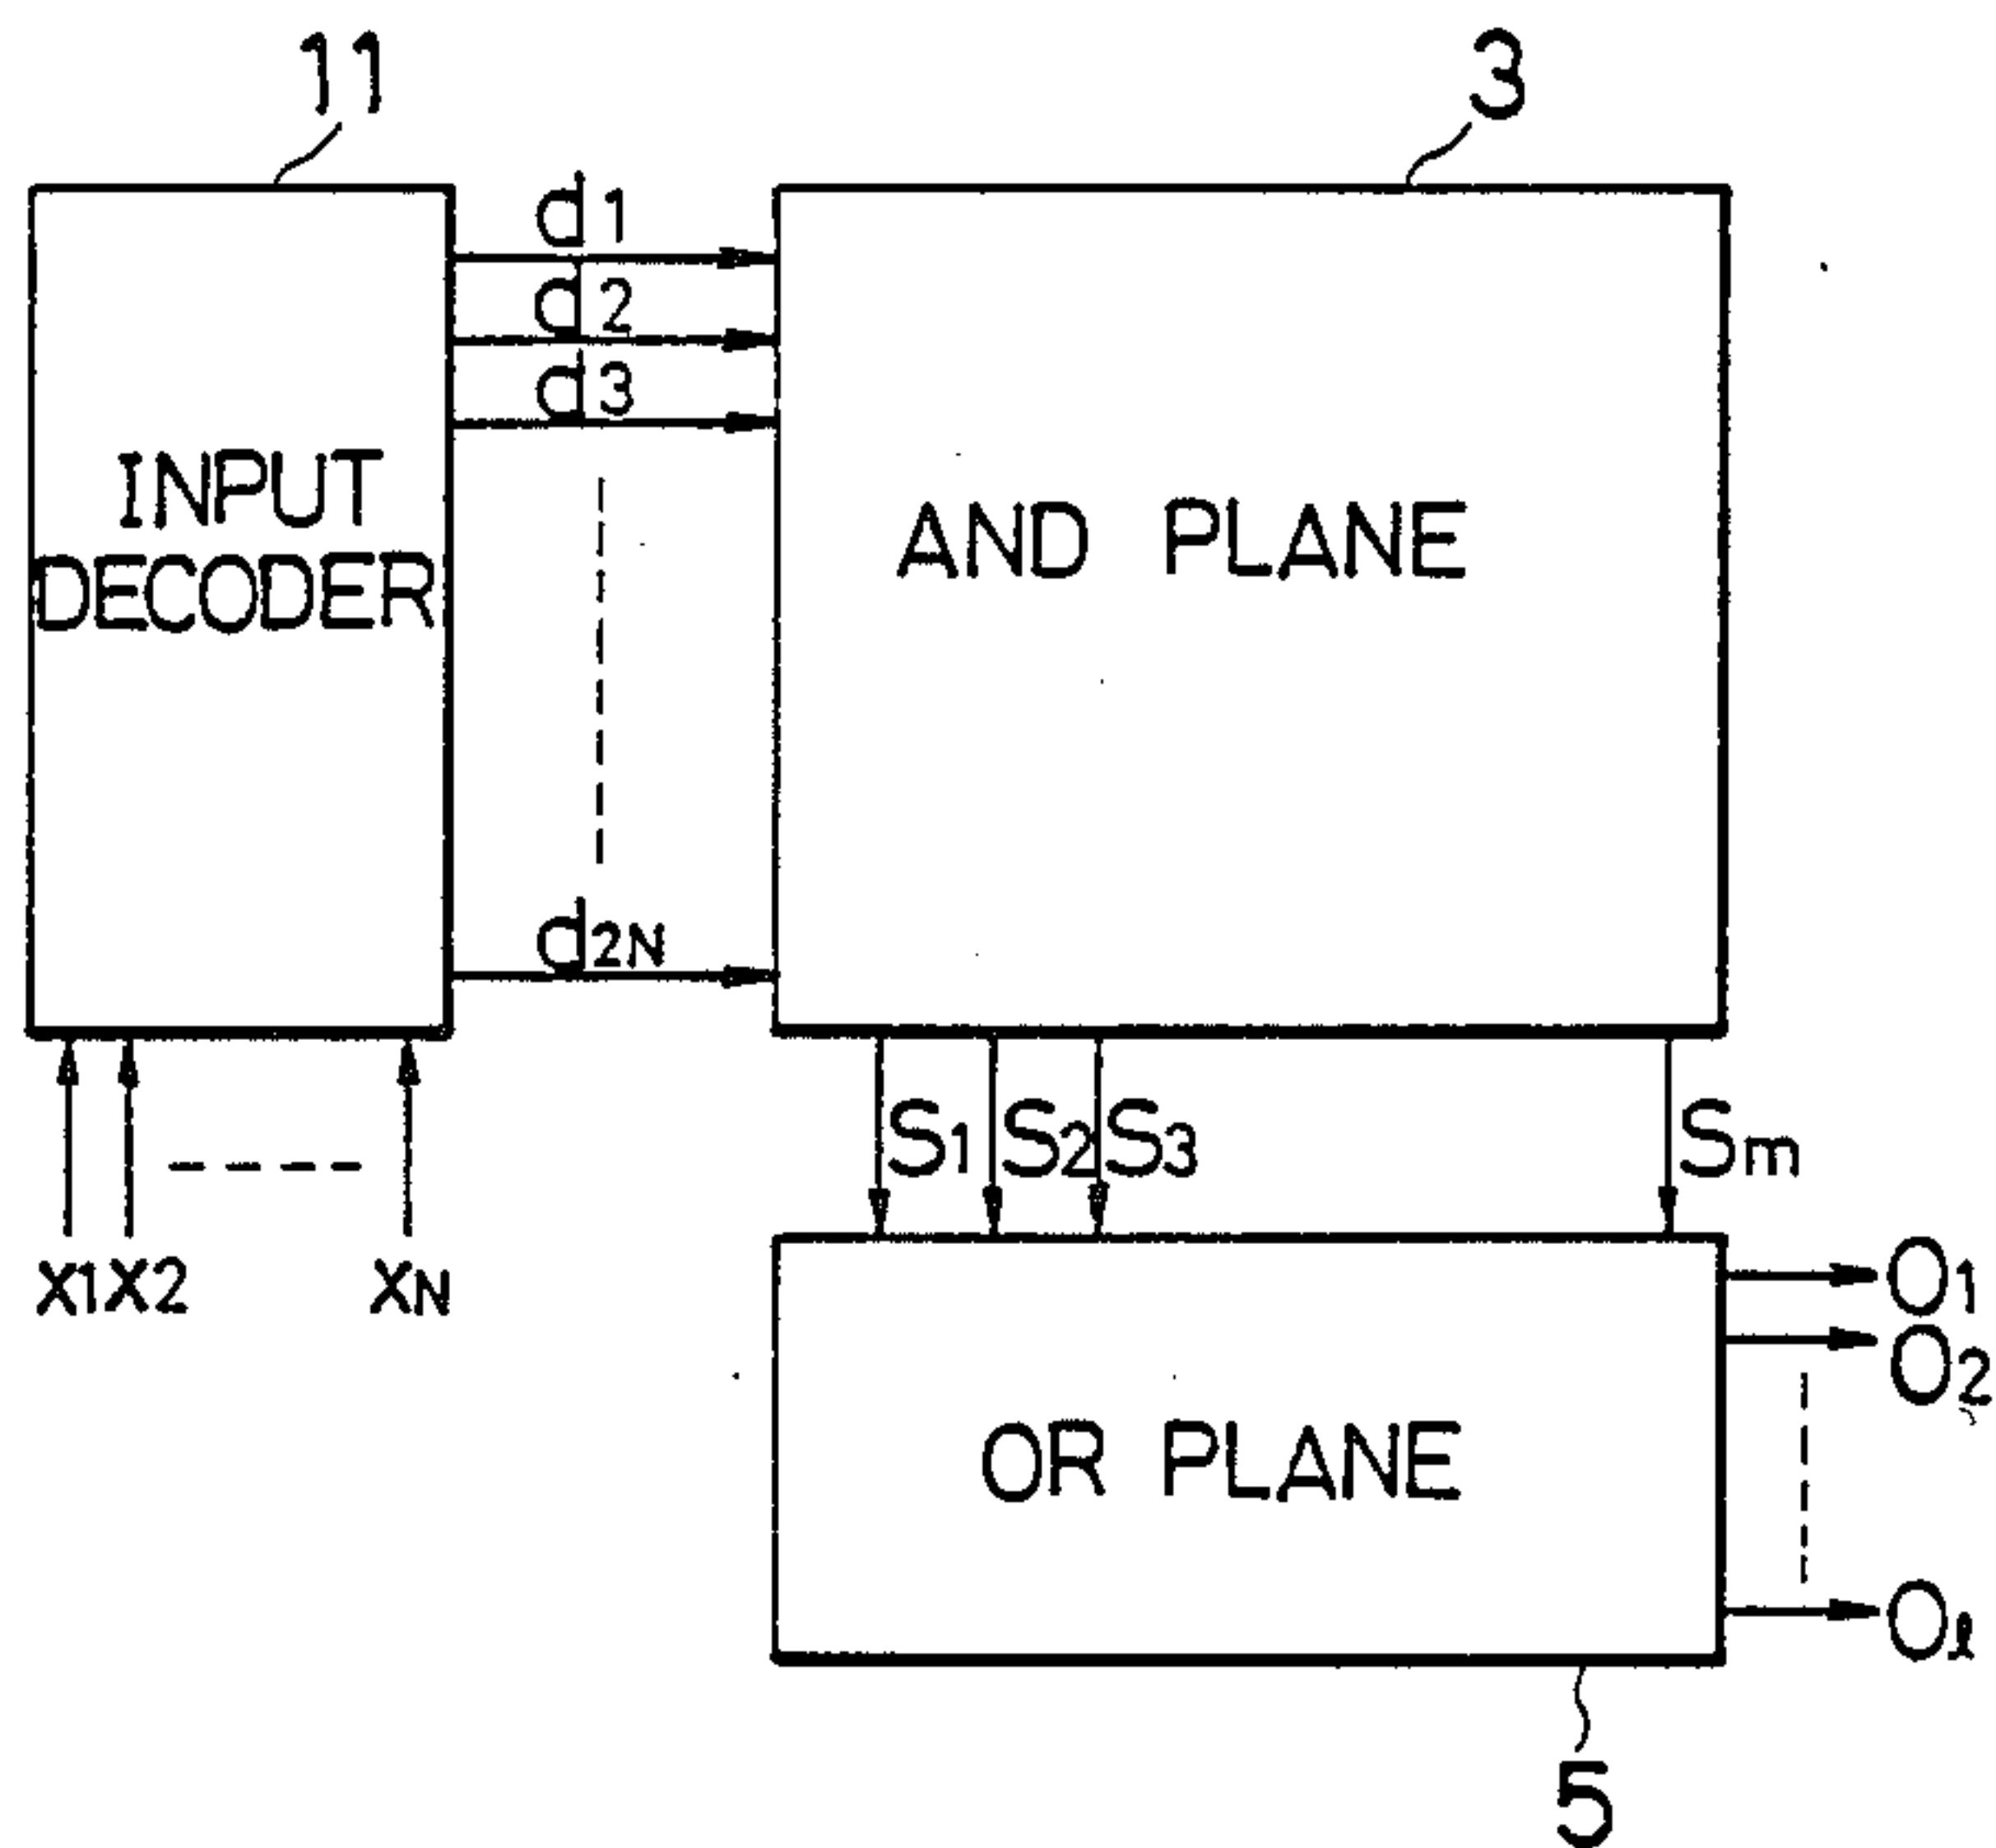 11
3
d1
d2
d3
INPUT
DECODER
AND PLANE
d2N
S1 S2 S3 Sm
x1 x2 xN
O1
O2
OR PLANE
Oℓ
5